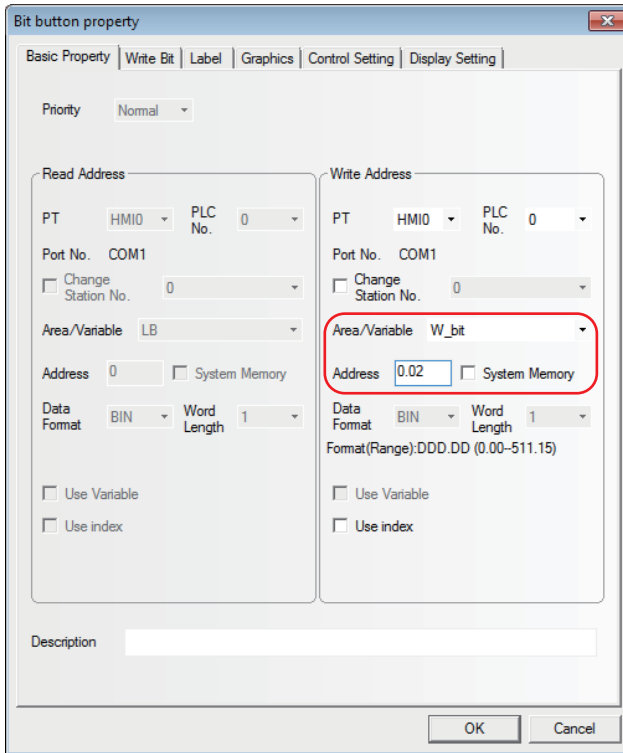 Bit button property
Basic Property Write Bit Label Graphics Control Setting Display Setting
Priority Normal
Read Address
PT HMI0 PLC No. 0
Port No. COM1
Change Station No. 0
Area/Variable LB
Address 0 System Memory
Data Format BIN Word Length 1
Use Variable
Use index
Write Address
PT HMI0 PLC No. 0
Port No. COM1
Change Station No. 0
Area/Variable W_bit
Address 0.02 System Memory
Data Format BIN Word Length 1
Format(Range):DDD.DD (0.00--511.15)
Use Variable
Use index
Description
OK Cancel